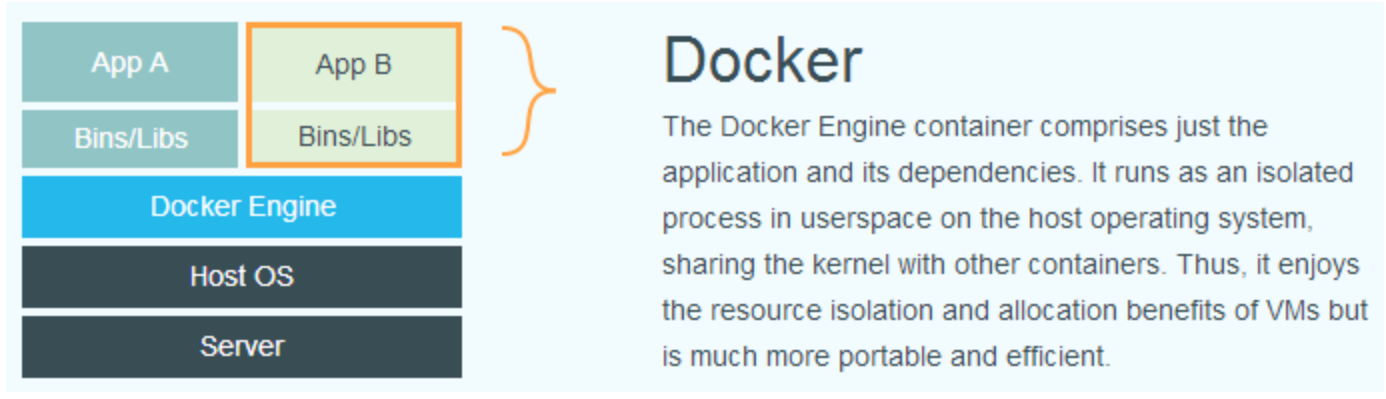 App A
App B
Bins/Libs
Bins/Libs
Docker Engine
Host OS
Server
Docker
The Docker Engine container comprises just the
application and its dependencies. It runs as an isolated
process in userspace on the host operating system,
sharing the kernel with other containers. Thus, it enjoys
the resource isolation and allocation benefits of VMs but
is much more portable and efficient.